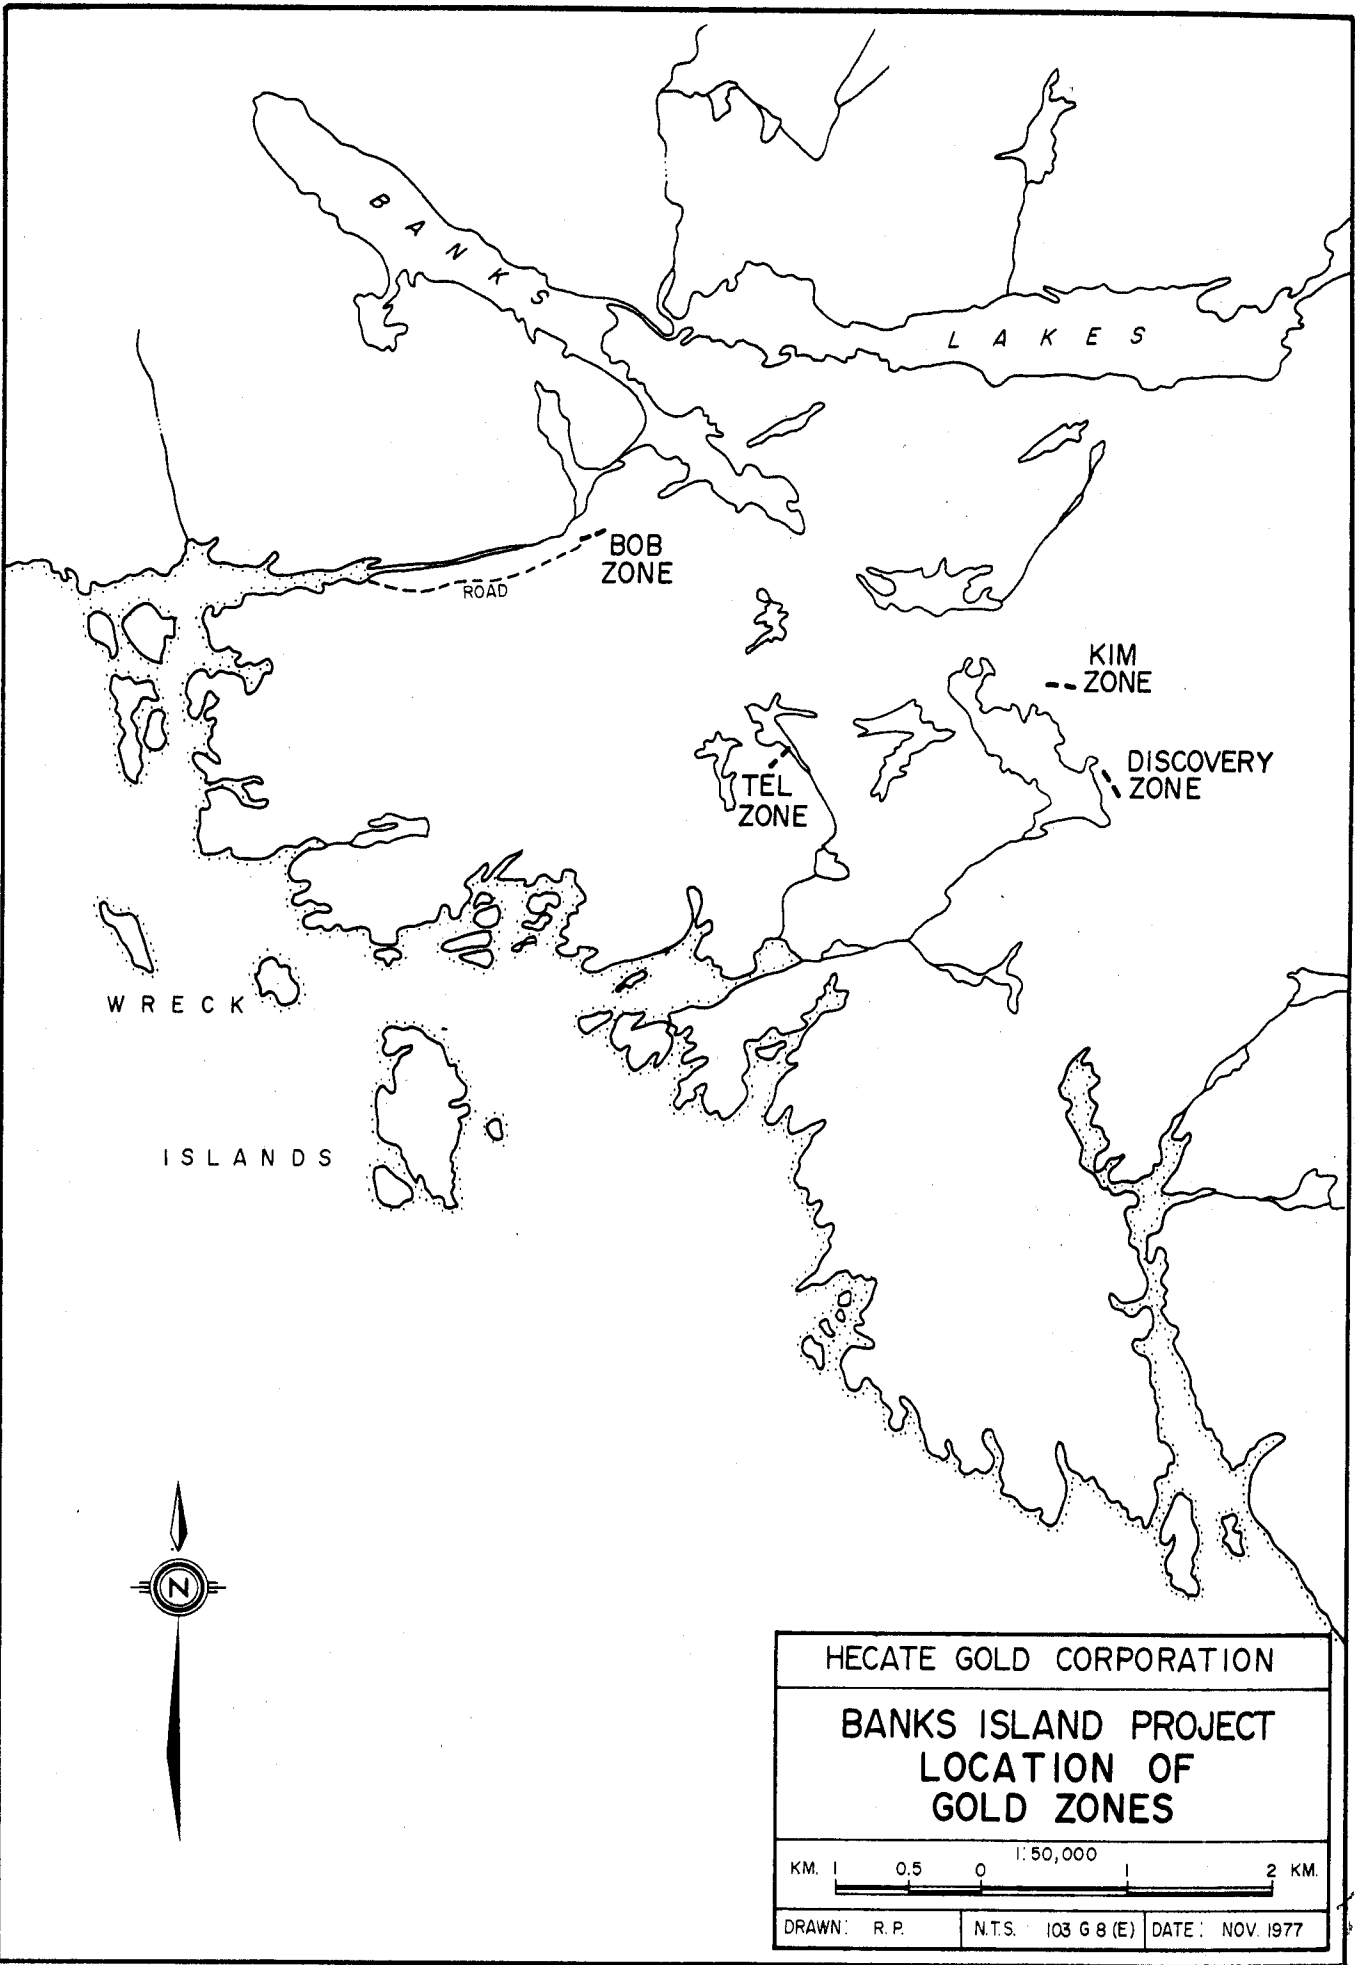 BANKS
LAKES
BOB
ZONE
ROAD
KIM
ZONE
DISCOVERY
ZONE
TEL
ZONE
WRECK
ISLANDS
N
HECATE GOLD CORPORATION
BANKS ISLAND PROJECT
LOCATION OF
GOLD ZONES
1:50,000
KM. 1 0.5 0 1 2 KM.
DRAWN: R.P. N.T.S. 103 G 8 (E) DATE: NOV. 1977